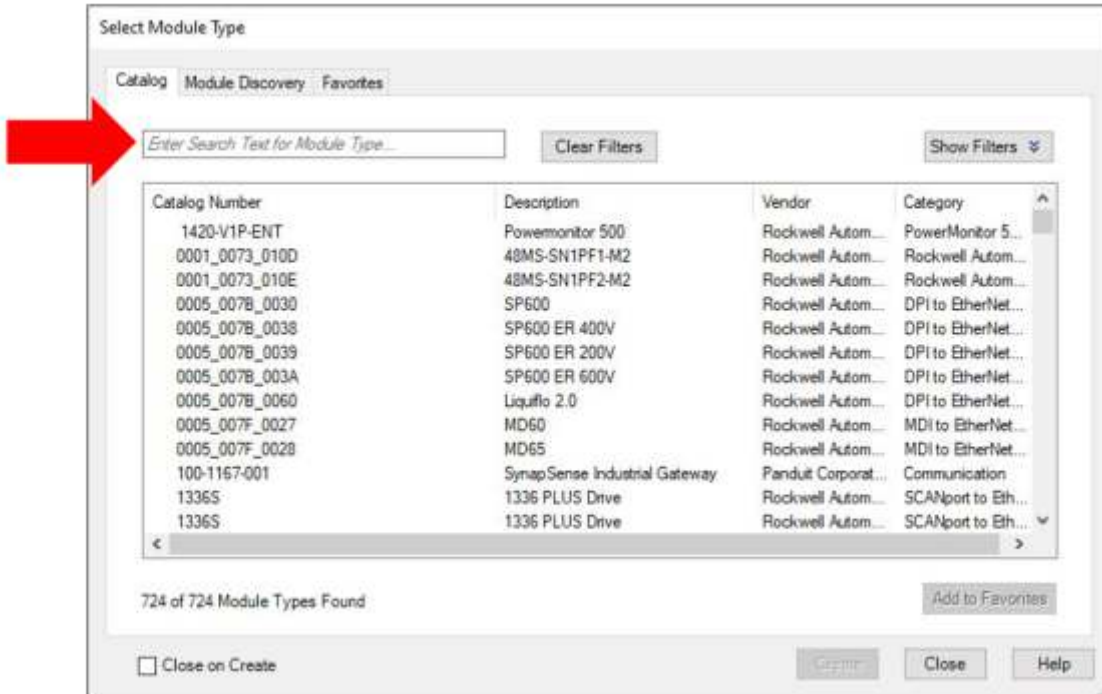 Select Module Type
Catalog Module Discovery Favorites
Enter Search Text for Module Type... Clear Filters Show Filters
Catalog Number Description Vendor Category
1420-V1P-ENT Powermonitor 500 Rockwell Autom... PowerMonitor 5...
0001_0073_010D 48MS-SN1PF1-M2 Rockwell Autom... Rockwell Autom...
0001_0073_010E 48MS-SN1PF2-M2 Rockwell Autom... Rockwell Autom...
0005_007B_0030 SP600 Rockwell Autom... DPI to EtherNet...
0005_007B_0038 SP600 ER 400V Rockwell Autom... DPI to EtherNet...
0005_007B_0039 SP600 ER 200V Rockwell Autom... DPI to EtherNet...
0005_007B_003A SP600 ER 600V Rockwell Autom... DPI to EtherNet...
0005_007B_0060 Liquiflo 2.0 Rockwell Autom... DPI to EtherNet...
0005_007F_0027 MD60 Rockwell Autom... MDI to EtherNet...
0005_007F_0028 MD65 Rockwell Autom... MDI to EtherNet...
100-1167-001 SynapSense Industrial Gateway Panduit Corporat... Communication
1336S 1336 PLUS Drive Rockwell Autom... SCANport to Eth...
1336S 1336 PLUS Drive Rockwell Autom... SCANport to Eth...
724 of 724 Module Types Found Add to Favorites
Close on Create Create Close Help